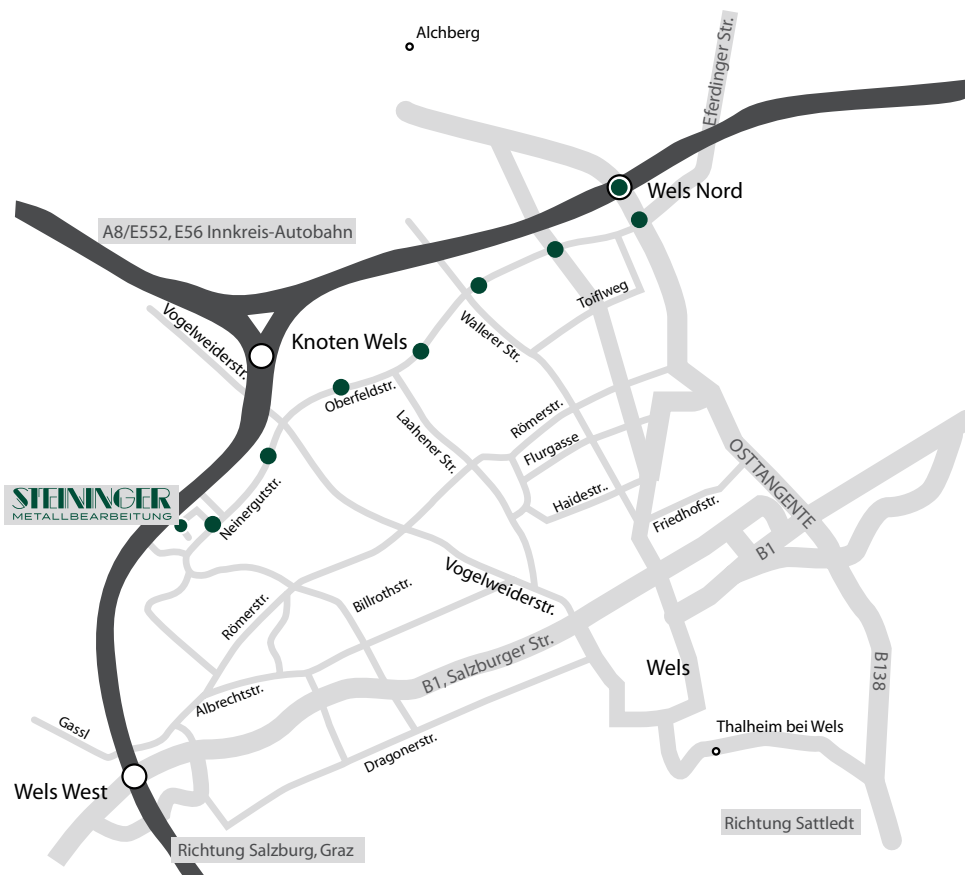 Alchberg
Eferdinger Str.
Wels Nord
A8/E552, E56 Innkreis-Autobahn
Toiflweg
Vogelweiderstr.
Wallerer Str.
Knoten Wels
Oberfeldstr.
Römerstr.
Laahener Str.
Flurgasse
OSTTANGENTE
STEININGER
METALLBEARBEITUNG
Neinergutstr.
Haidestr..
Friedhofstr.
B1
Vogelweiderstr.
Billrothstr.
Römerstr.
B1, Salzburger Str.
Wels
B138
Albrechtstr.
Gassl
Thalheim bei Wels
Dragonerstr.
Wels West
Richtung Sattledt
Richtung Salzburg, Graz